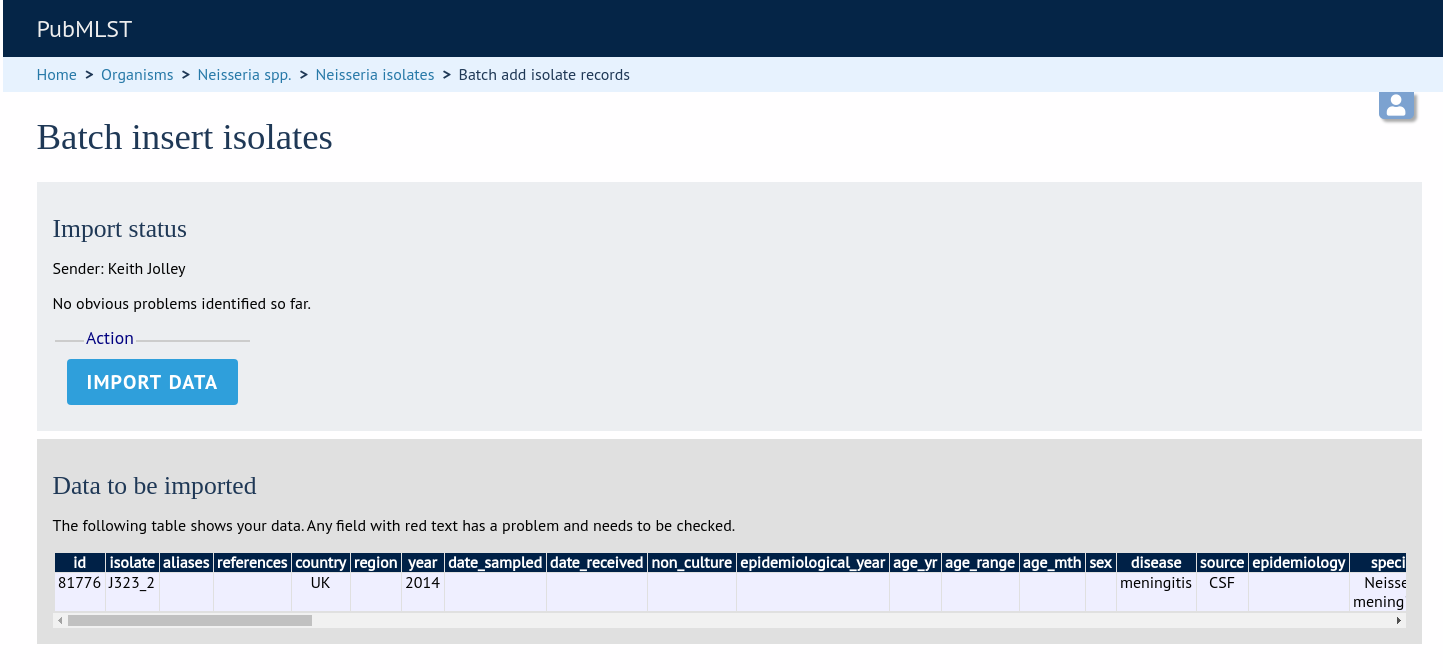 PubMLST
Home > Organisms > Neisseria spp. > Neisseria isolates > Batch add isolate records
Batch insert isolates
Import status
Sender: Keith Jolley
No obvious problems identified so far.
Action
IMPORT DATA
Data to be imported
The following table shows your data. Any field with red text has a problem and needs to be checked.
id isolate aliases references country region year date_sampled date_received non_culture epidemiological_year age_yr age_range age_mth sex disease source epidemiology speci
81776 J323_2 UK 2014 meningitis CSF Neisse
mening